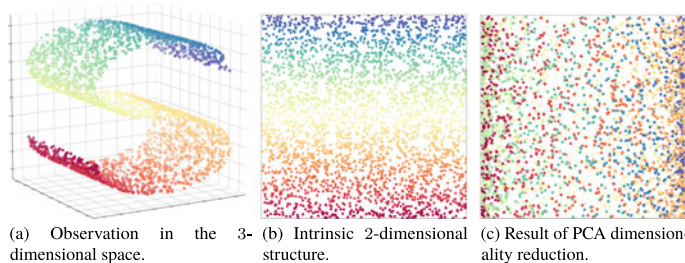 (a) Observation in the 3-
dimensional space.
(b) Intrinsic 2-dimensional
structure.
(c) Result of PCA dimension-
ality reduction.